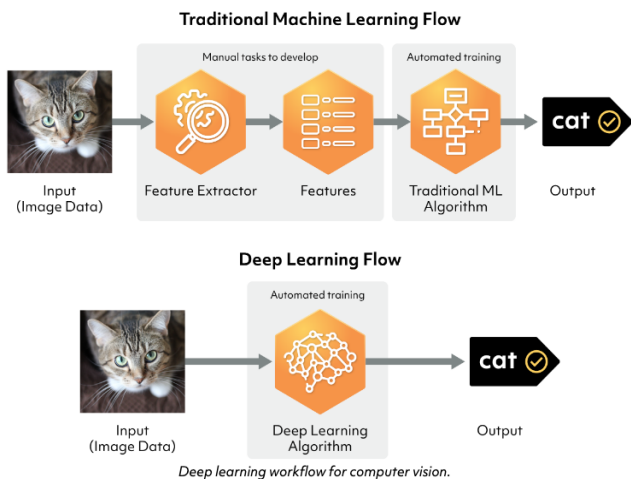 Traditional Machine Learning Flow
Manual tasks to develop
Automated training
cat
Input
(Image Data)
Feature Extractor
Features
Traditional ML
Algorithm
Output
Deep Learning Flow
Automated training
cat
Input
(Image Data)
Deep Learning
Algorithm
Output
Deep learning workflow for computer vision.